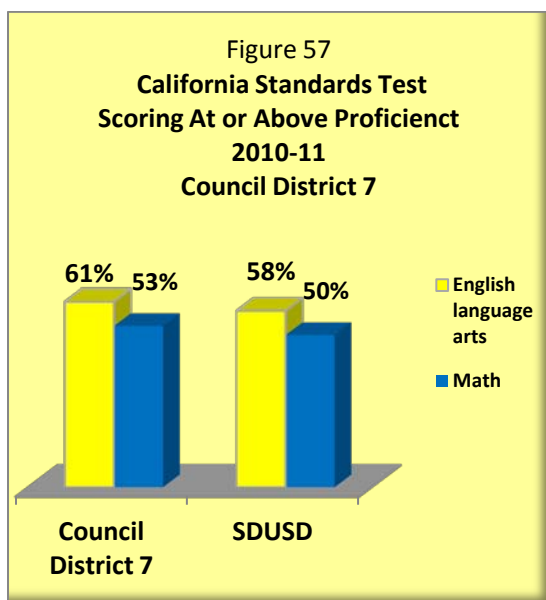 Figure 57
California Standards Test
Scoring At or Above Proficienct
2010-11
Council District 7
61%
53%
58%
50%
English
language
arts
Math
Council
District 7
SDUSD